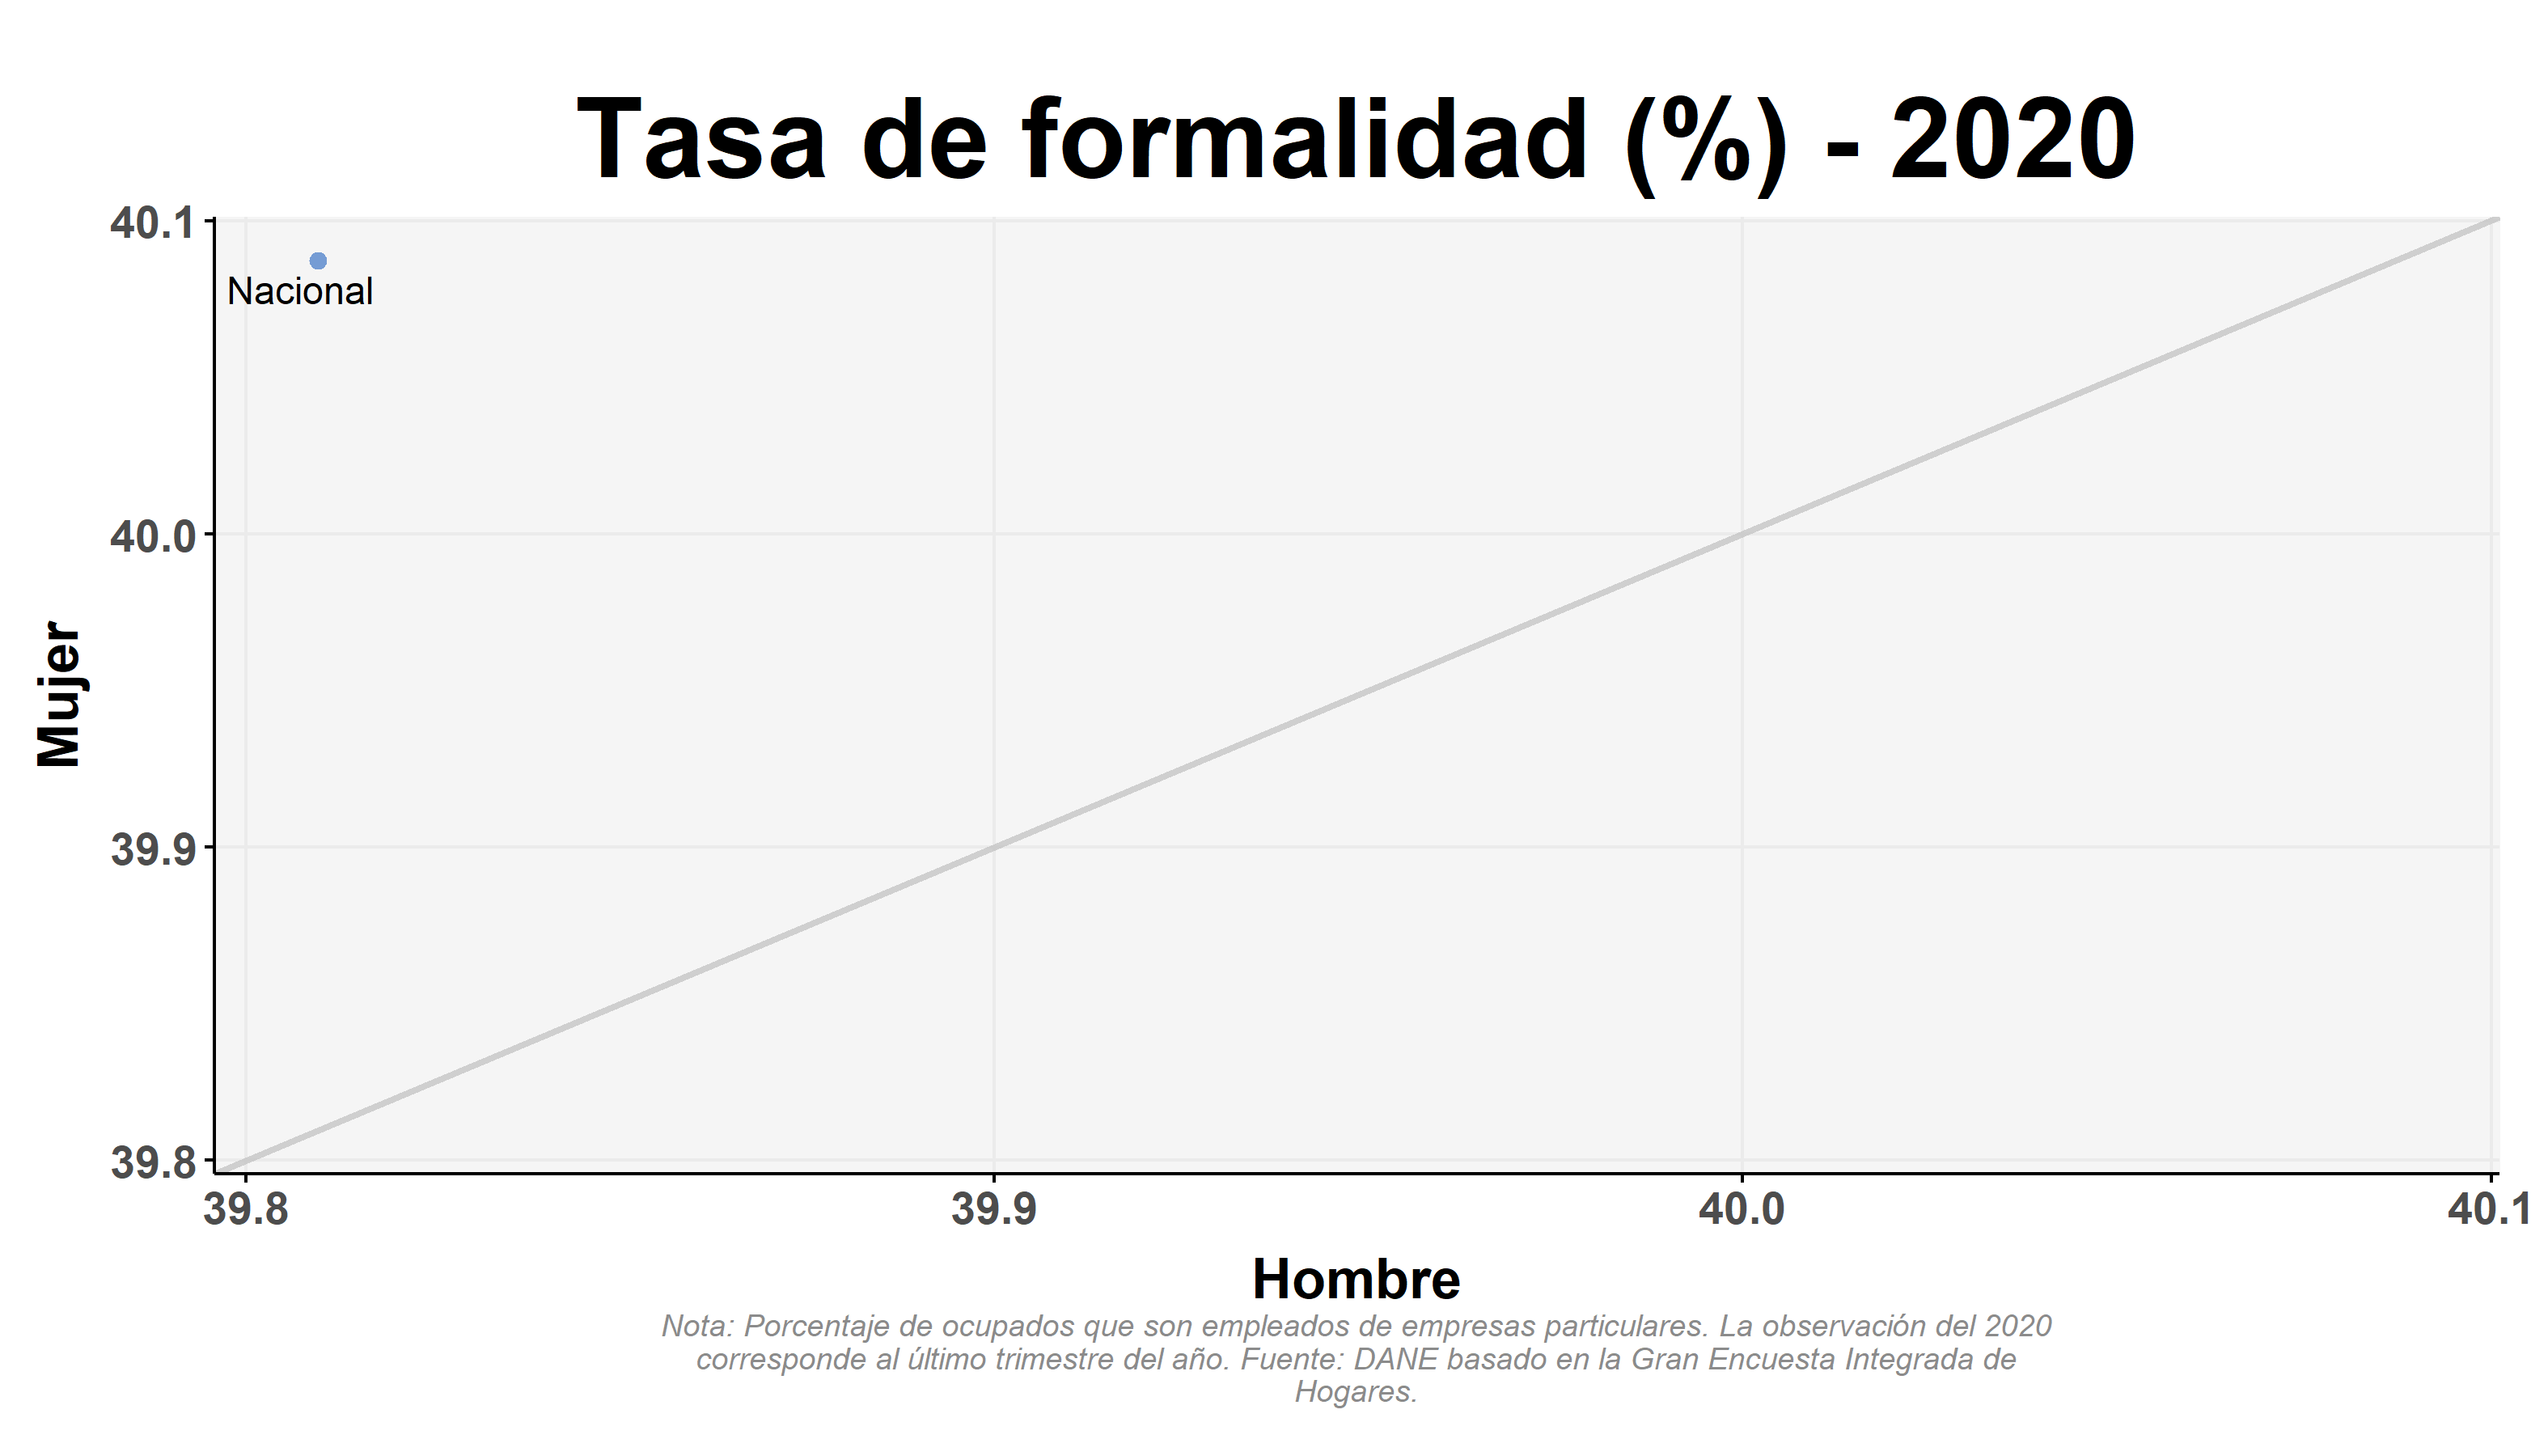 Tasa de formalidad (%) - 2020
40.1
Nacional
40.0
Mujer
39.9
39.8
39.8 39.9 40.0 40.1
Hombre
Nota: Porcentaje de ocupados que son empleados de empresas particulares. La observación del 2020
corresponde al último trimestre del año. Fuente: DANE basado en la Gran Encuesta Integrada de
Hogares.